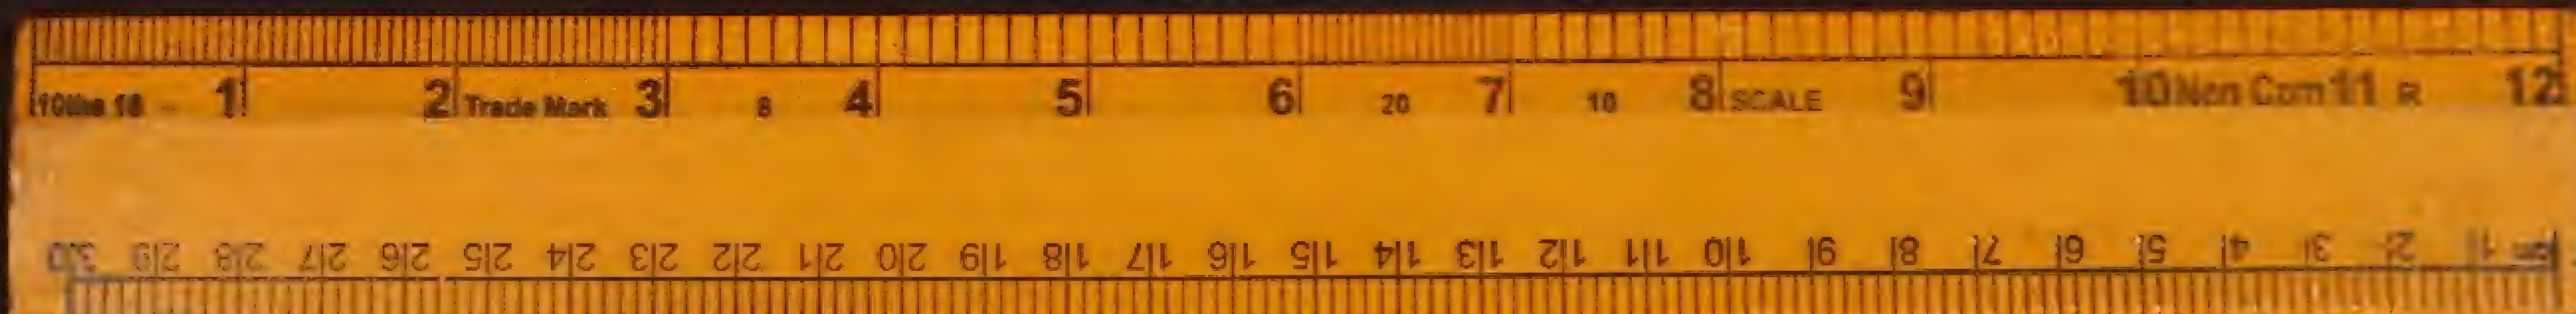 10ths 16 1 2 Trade Mark 3 8 4 5 6 20 7 10 8 SCALE 9 10 Non Com 11 R 12
cm 1 2 3 4 5 6 7 8 9 10 11 12 13 14 15 16 17 18 19 20 21 22 23 24 25 26 27 28 29 30